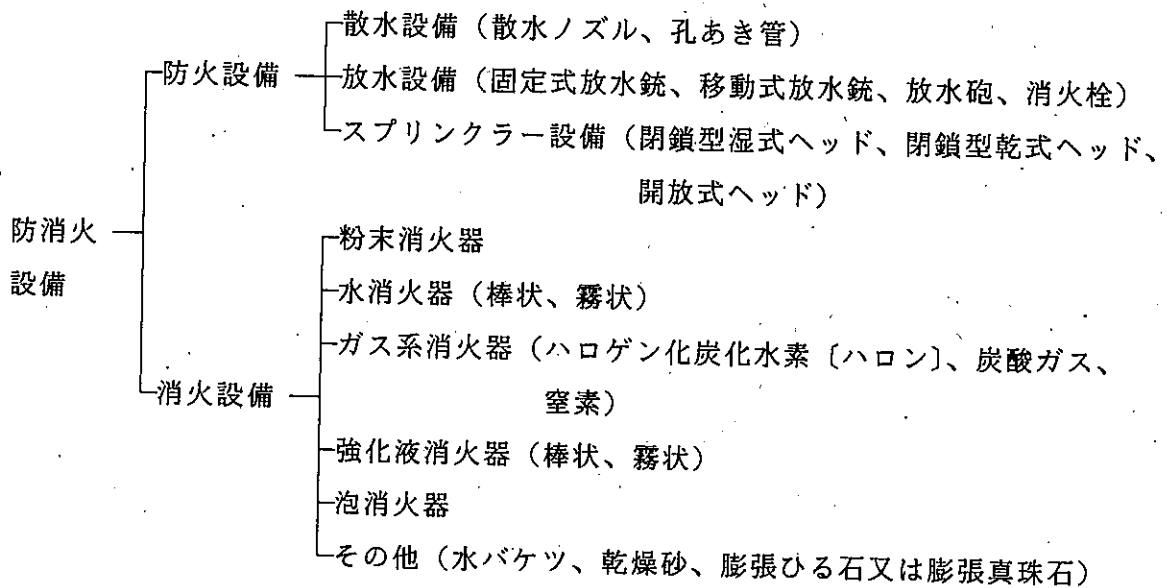 散水設備（散水ノズル、孔あき管）
防火設備
放水設備（固定式放水銃、移動式放水銃、放水砲、消火栓）
スプリンクラー設備（閉鎖型湿式ヘッド、閉鎖型乾式ヘッド、
開放式ヘッド）
防消火
設備
粉末消火器
水消火器（棒状、霧状）
ガス系消火器（ハロゲン化炭化水素〔ハロン〕、炭酸ガス、
窒素）
消火設備
強化液消火器（棒状、霧状）
泡消火器
その他（水バケツ、乾燥砂、膨張ひる石又は膨張真珠石）